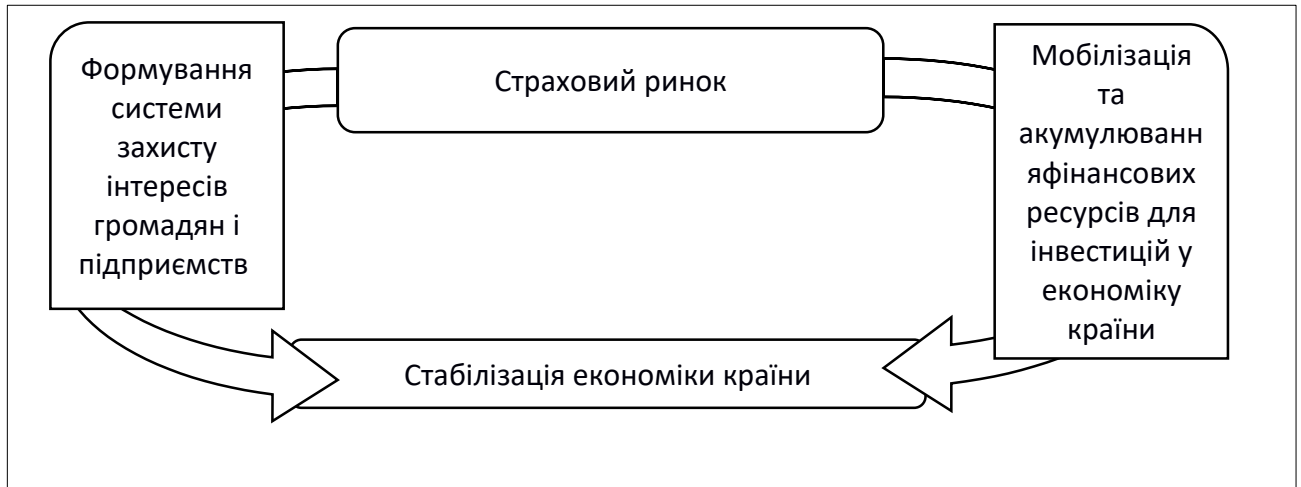 Формування
системи
захисту
інтересів
громадян і
підприємств
Страховий ринок
Мобілізація
та
акумулюванн
яфінансових
ресурсів для
інвестицій у
економіку
країни
Стабілізація економіки країни